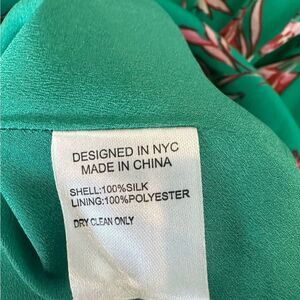 DESIGNED IN NYC
MADE IN CHINA
SHELL:100%SILK
LINING:100%POLYESTER
DRY CLEAN ONLY